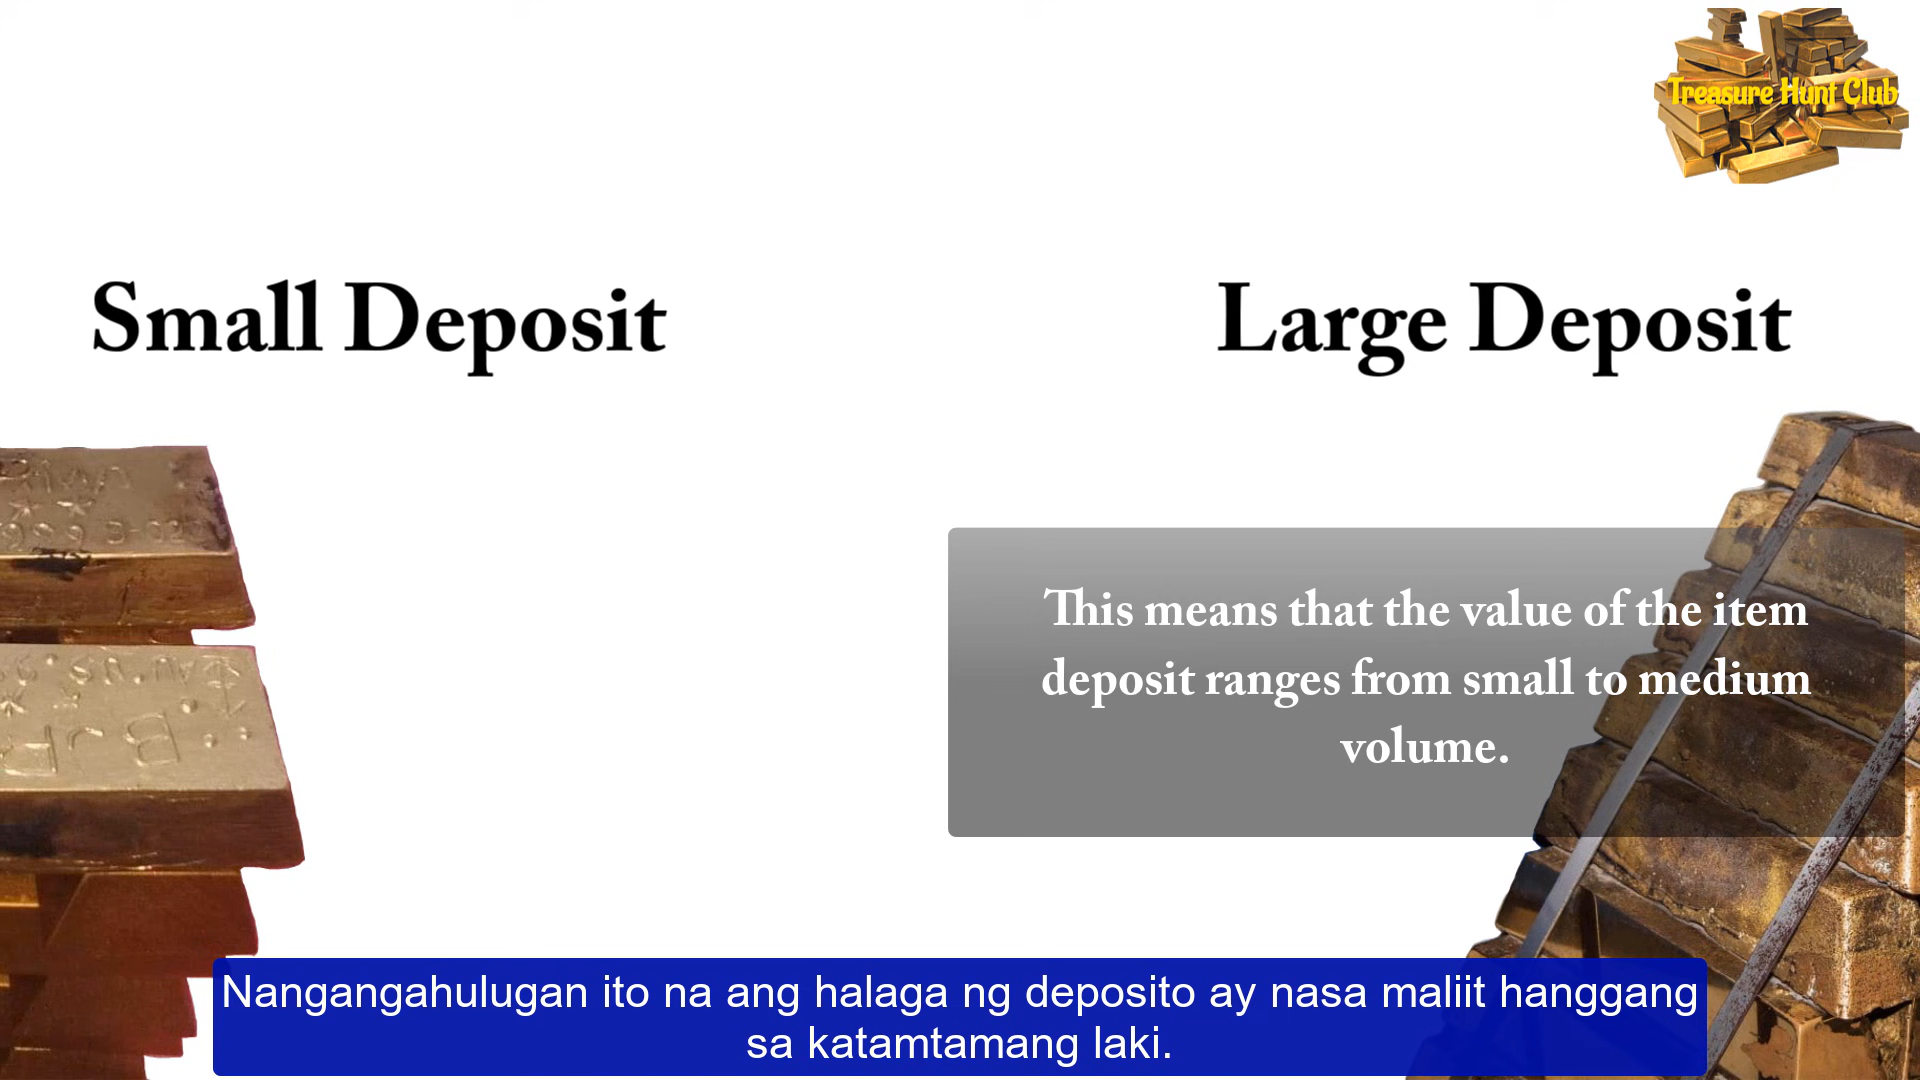 Treasure Hunt Club
Small Deposit
Large Deposit
This means that the value of the item
deposit ranges from small to medium
volume.
Nangangahulugan ito na ang halaga ng deposito ay nasa maliit hanggang
sa katamtamang laki.